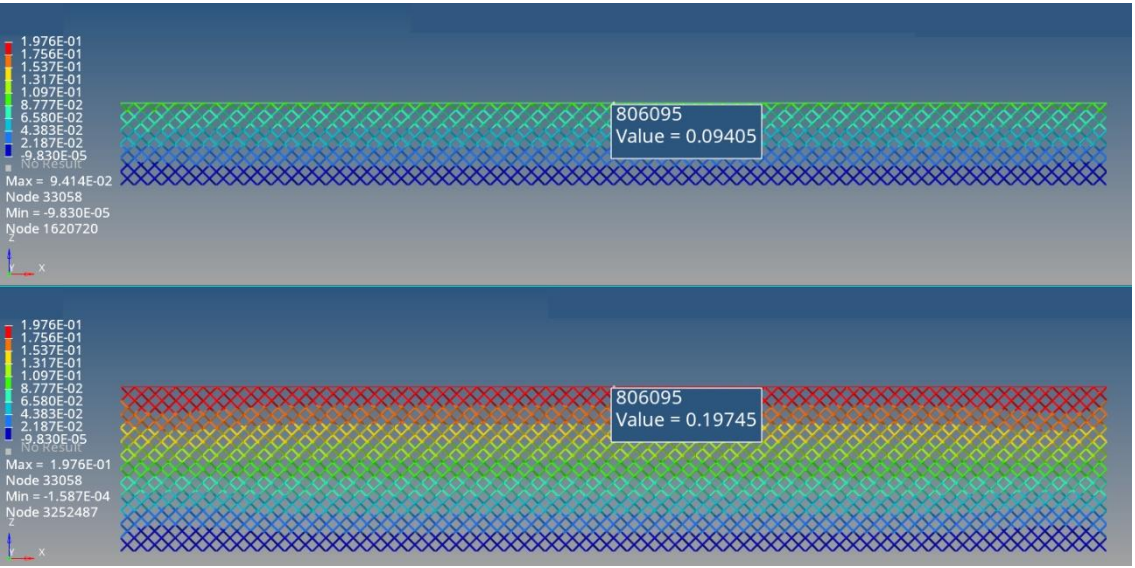 1.976E-01
1.756E-01
1.537E-01
1.317E-01
1.097E-01
8.777E-02
6.580E-02
4.383E-02
2.187E-02
-9.830E-05
No Result
Max = 9.414E-02
Node 33058
Min = -9.830E-05
Node 1620720
Z
Y X
806095
Value = 0.09405
1.976E-01
1.756E-01
1.537E-01
1.317E-01
1.097E-01
8.777E-02
6.580E-02
4.383E-02
2.187E-02
-9.830E-05
No Result
Max = 1.976E-01
Node 33058
Min = -1.587E-04
Node 3252487
Z
Y X
806095
Value = 0.19745